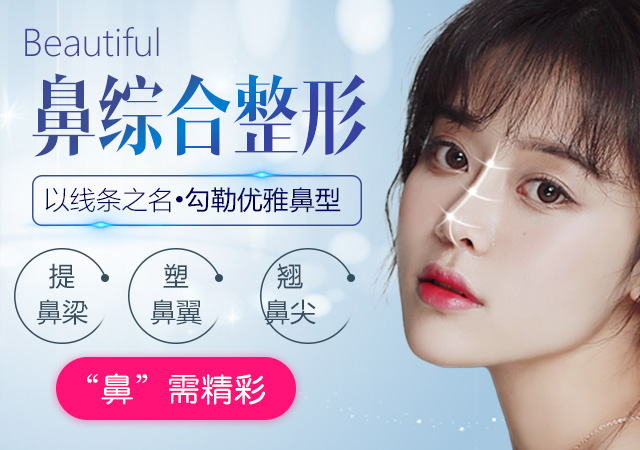 Beautiful
鼻综合整形
以线条之名•勾勒优雅鼻型
提
鼻梁
塑
鼻翼
翘
鼻尖
“鼻”需精彩